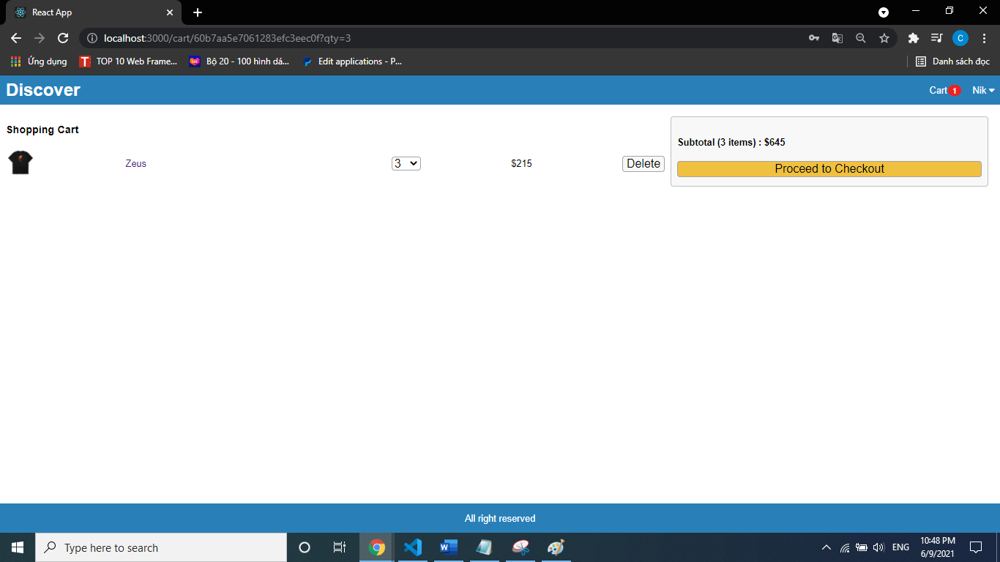 React App
localhost:3000/cart/60b7aa5e7061283efc3eec0f?qty=3
C
Ứng dụng
T TOP 10 Web Frame...
Bộ 20 - 100 hình dá...
Edit applications - P...
Danh sách đọc
Discover
Cart 1
Nik
Shopping Cart
Zeus
3
$215
Delete
Subtotal (3 items) : $645
Proceed to Checkout
All right reserved
Type here to search
W
ENG
10:48 PM
6/9/2021